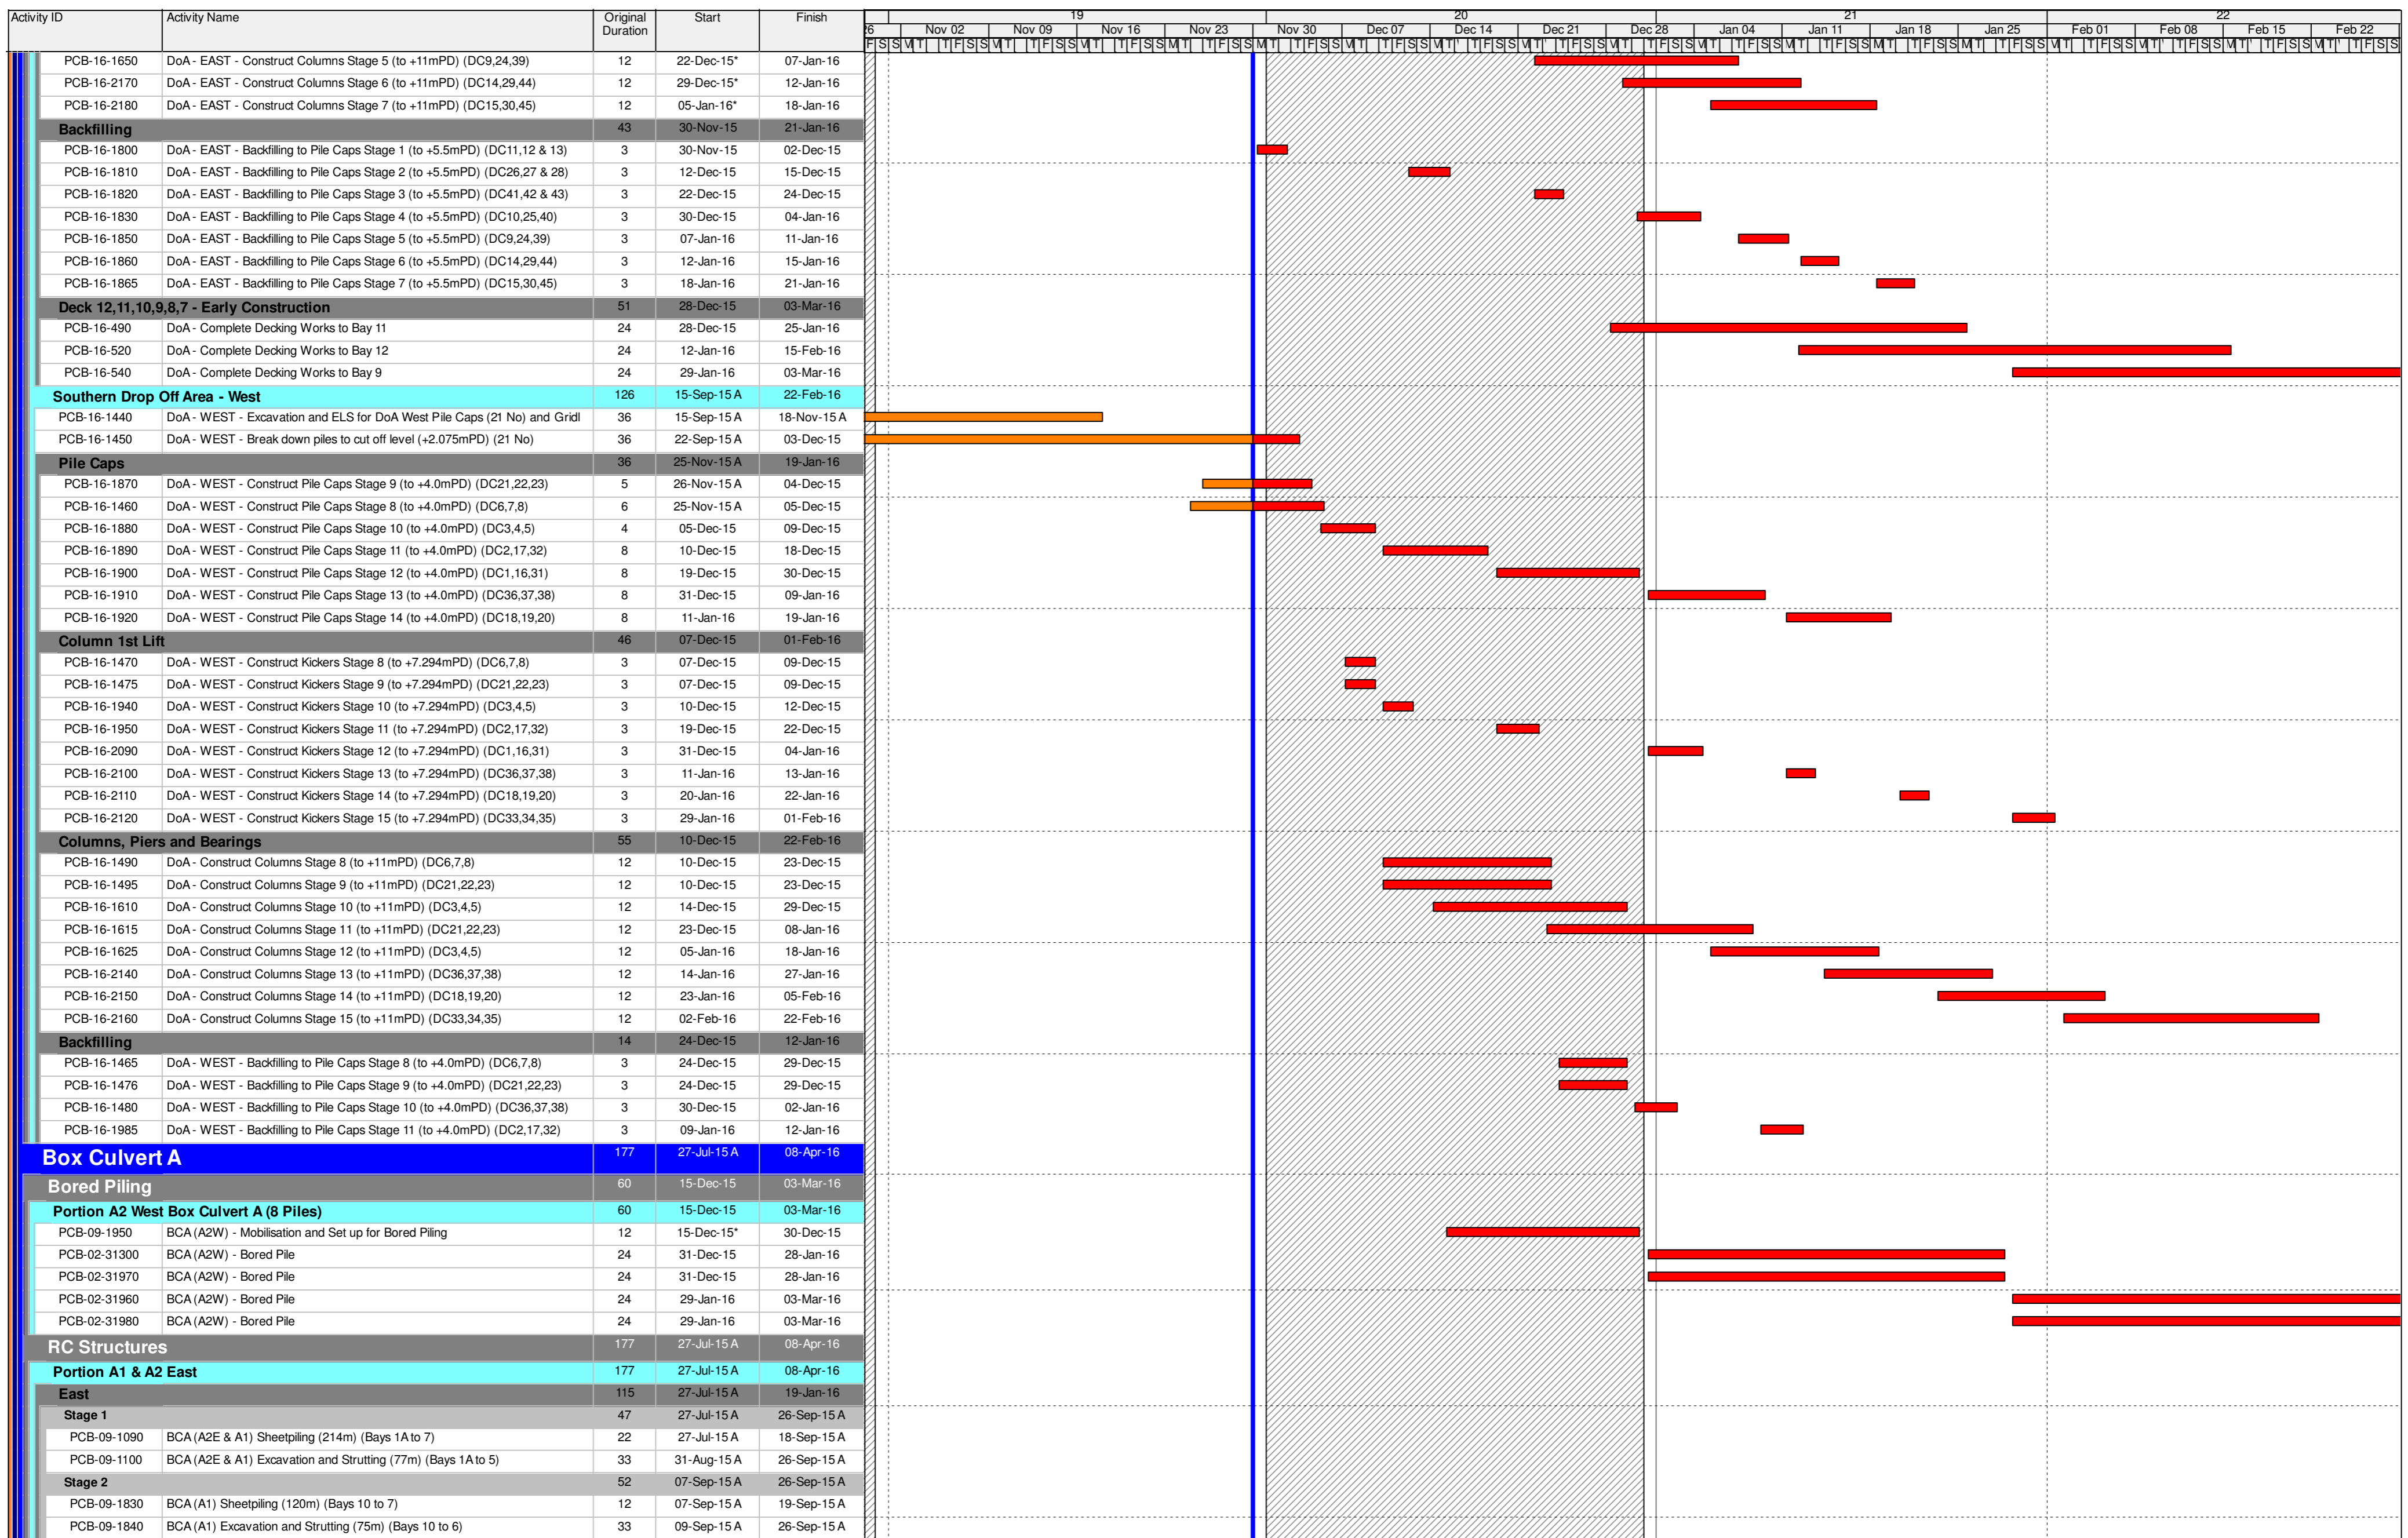 Activity ID Activity Name Original Duration Start Finish
19 20 21 22
26 Nov 02 Nov 09 Nov 16 Nov 23 Nov 30 Dec 07 Dec 14 Dec 21 Dec 28 Jan 04 Jan 11 Jan 18 Jan 25 Feb 01 Feb 08 Feb 15 Feb 22
PCB-16-1650 DoA - EAST - Construct Columns Stage 5 (to +11mPD) (DC9,24,39) 12 22-Dec-15* 07-Jan-16
PCB-16-2170 DoA - EAST - Construct Columns Stage 6 (to +11mPD) (DC14,29,44) 12 29-Dec-15* 12-Jan-16
PCB-16-2180 DoA - EAST - Construct Columns Stage 7 (to +11mPD) (DC15,30,45) 12 05-Jan-16* 18-Jan-16
Backfilling 43 30-Nov-15 21-Jan-16
PCB-16-1800 DoA - EAST - Backfilling to Pile Caps Stage 1 (to +5.5mPD) (DC11,12 & 13) 3 30-Nov-15 02-Dec-15
PCB-16-1810 DoA - EAST - Backfilling to Pile Caps Stage 2 (to +5.5mPD) (DC26,27 & 28) 3 12-Dec-15 15-Dec-15
PCB-16-1820 DoA - EAST - Backfilling to Pile Caps Stage 3 (to +5.5mPD) (DC41,42 & 43) 3 22-Dec-15 24-Dec-15
PCB-16-1830 DoA - EAST - Backfilling to Pile Caps Stage 4 (to +5.5mPD) (DC10,25,40) 3 30-Dec-15 04-Jan-16
PCB-16-1850 DoA - EAST - Backfilling to Pile Caps Stage 5 (to +5.5mPD) (DC9,24,39) 3 07-Jan-16 11-Jan-16
PCB-16-1860 DoA - EAST - Backfilling to Pile Caps Stage 6 (to +5.5mPD) (DC14,29,44) 3 12-Jan-16 15-Jan-16
PCB-16-1865 DoA - EAST - Backfilling to Pile Caps Stage 7 (to +5.5mPD) (DC15,30,45) 3 18-Jan-16 21-Jan-16
Deck 12,11,10,9,8,7 - Early Construction 51 28-Dec-15 03-Mar-16
PCB-16-490 DoA - Complete Decking Works to Bay 11 24 28-Dec-15 25-Jan-16
PCB-16-520 DoA - Complete Decking Works to Bay 12 24 12-Jan-16 15-Feb-16
PCB-16-540 DoA - Complete Decking Works to Bay 9 24 29-Jan-16 03-Mar-16
Southern Drop Off Area - West 126 15-Sep-15 A 22-Feb-16
PCB-16-1440 DoA - WEST - Excavation and ELS for DoA West Pile Caps (21 No) and Gridl 36 15-Sep-15 A 18-Nov-15 A
PCB-16-1450 DoA - WEST - Break down piles to cut off level (+2.075mPD) (21 No) 36 22-Sep-15 A 03-Dec-15
Pile Caps 36 25-Nov-15 A 19-Jan-16
PCB-16-1870 DoA - WEST - Construct Pile Caps Stage 9 (to +4.0mPD) (DC21,22,23) 5 26-Nov-15 A 04-Dec-15
PCB-16-1460 DoA - WEST - Construct Pile Caps Stage 8 (to +4.0mPD) (DC6,7,8) 6 25-Nov-15 A 05-Dec-15
PCB-16-1880 DoA - WEST - Construct Pile Caps Stage 10 (to +4.0mPD) (DC3,4,5) 4 05-Dec-15 09-Dec-15
PCB-16-1890 DoA - WEST - Construct Pile Caps Stage 11 (to +4.0mPD) (DC2,17,32) 8 10-Dec-15 18-Dec-15
PCB-16-1900 DoA - WEST - Construct Pile Caps Stage 12 (to +4.0mPD) (DC1,16,31) 8 19-Dec-15 30-Dec-15
PCB-16-1910 DoA - WEST - Construct Pile Caps Stage 13 (to +4.0mPD) (DC36,37,38) 8 31-Dec-15 09-Jan-16
PCB-16-1920 DoA - WEST - Construct Pile Caps Stage 14 (to +4.0mPD) (DC18,19,20) 8 11-Jan-16 19-Jan-16
Column 1st Lift 46 07-Dec-15 01-Feb-16
PCB-16-1470 DoA - WEST - Construct Kickers Stage 8 (to +7.294mPD) (DC6,7,8) 3 07-Dec-15 09-Dec-15
PCB-16-1475 DoA - WEST - Construct Kickers Stage 9 (to +7.294mPD) (DC21,22,23) 3 07-Dec-15 09-Dec-15
PCB-16-1940 DoA - WEST - Construct Kickers Stage 10 (to +7.294mPD) (DC3,4,5) 3 10-Dec-15 12-Dec-15
PCB-16-1950 DoA - WEST - Construct Kickers Stage 11 (to +7.294mPD) (DC2,17,32) 3 19-Dec-15 22-Dec-15
PCB-16-2090 DoA - WEST - Construct Kickers Stage 12 (to +7.294mPD) (DC1,16,31) 3 31-Dec-15 04-Jan-16
PCB-16-2100 DoA - WEST - Construct Kickers Stage 13 (to +7.294mPD) (DC36,37,38) 3 11-Jan-16 13-Jan-16
PCB-16-2110 DoA - WEST - Construct Kickers Stage 14 (to +7.294mPD) (DC18,19,20) 3 20-Jan-16 22-Jan-16
PCB-16-2120 DoA - WEST - Construct Kickers Stage 15 (to +7.294mPD) (DC33,34,35) 3 29-Jan-16 01-Feb-16
Columns, Piers and Bearings 55 10-Dec-15 22-Feb-16
PCB-16-1490 DoA - Construct Columns Stage 8 (to +11mPD) (DC6,7,8) 12 10-Dec-15 23-Dec-15
PCB-16-1495 DoA - Construct Columns Stage 9 (to +11mPD) (DC21,22,23) 12 10-Dec-15 23-Dec-15
PCB-16-1610 DoA - Construct Columns Stage 10 (to +11mPD) (DC3,4,5) 12 14-Dec-15 29-Dec-15
PCB-16-1615 DoA - Construct Columns Stage 11 (to +11mPD) (DC21,22,23) 12 23-Dec-15 08-Jan-16
PCB-16-1625 DoA - Construct Columns Stage 12 (to +11mPD) (DC3,4,5) 12 05-Jan-16 18-Jan-16
PCB-16-2140 DoA - Construct Columns Stage 13 (to +11mPD) (DC36,37,38) 12 14-Jan-16 27-Jan-16
PCB-16-2150 DoA - Construct Columns Stage 14 (to +11mPD) (DC18,19,20) 12 23-Jan-16 05-Feb-16
PCB-16-2160 DoA - Construct Columns Stage 15 (to +11mPD) (DC33,34,35) 12 02-Feb-16 22-Feb-16
Backfilling 14 24-Dec-15 12-Jan-16
PCB-16-1465 DoA - WEST - Backfilling to Pile Caps Stage 8 (to +4.0mPD) (DC6,7,8) 3 24-Dec-15 29-Dec-15
PCB-16-1476 DoA - WEST - Backfilling to Pile Caps Stage 9 (to +4.0mPD) (DC21,22,23) 3 24-Dec-15 29-Dec-15
PCB-16-1480 DoA - WEST - Backfilling to Pile Caps Stage 10 (to +4.0mPD) (DC36,37,38) 3 30-Dec-15 02-Jan-16
PCB-16-1985 DoA - WEST - Backfilling to Pile Caps Stage 11 (to +4.0mPD) (DC2,17,32) 3 09-Jan-16 12-Jan-16
Box Culvert A 177 27-Jul-15 A 08-Apr-16
Bored Piling 60 15-Dec-15 03-Mar-16
Portion A2 West Box Culvert A (8 Piles) 60 15-Dec-15 03-Mar-16
PCB-09-1950 BCA (A2W) - Mobilisation and Set up for Bored Piling 12 15-Dec-15* 30-Dec-15
PCB-02-31300 BCA (A2W) - Bored Pile 24 31-Dec-15 28-Jan-16
PCB-02-31970 BCA (A2W) - Bored Pile 24 31-Dec-15 28-Jan-16
PCB-02-31960 BCA (A2W) - Bored Pile 24 29-Jan-16 03-Mar-16
PCB-02-31980 BCA (A2W) - Bored Pile 24 29-Jan-16 03-Mar-16
RC Structures 177 27-Jul-15 A 08-Apr-16
Portion A1 & A2 East 177 27-Jul-15 A 08-Apr-16
East 115 27-Jul-15 A 19-Jan-16
Stage 1 47 27-Jul-15 A 26-Sep-15 A
PCB-09-1090 BCA (A2E & A1) Sheetpiling (214m) (Bays 1A to 7) 22 27-Jul-15 A 18-Sep-15 A
PCB-09-1100 BCA (A2E & A1) Excavation and Strutting (77m) (Bays 1A to 5) 33 31-Aug-15 A 26-Sep-15 A
Stage 2 52 07-Sep-15 A 26-Sep-15 A
PCB-09-1830 BCA (A1) Sheetpiling (120m) (Bays 10 to 7) 12 07-Sep-15 A 19-Sep-15 A
PCB-09-1840 BCA (A1) Excavation and Strutting (75m) (Bays 10 to 6) 33 09-Sep-15 A 26-Sep-15 A